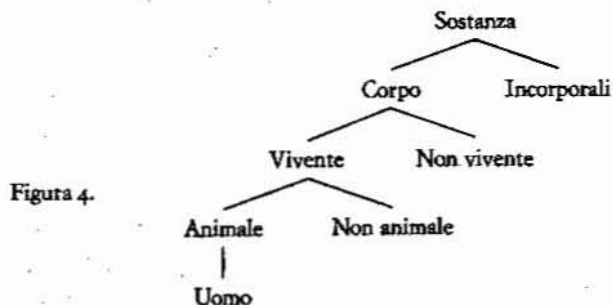 Sostanza
Corpo Incorporali
Vivente Non vivente
Figura 4.
Animale Non animale
Uomo